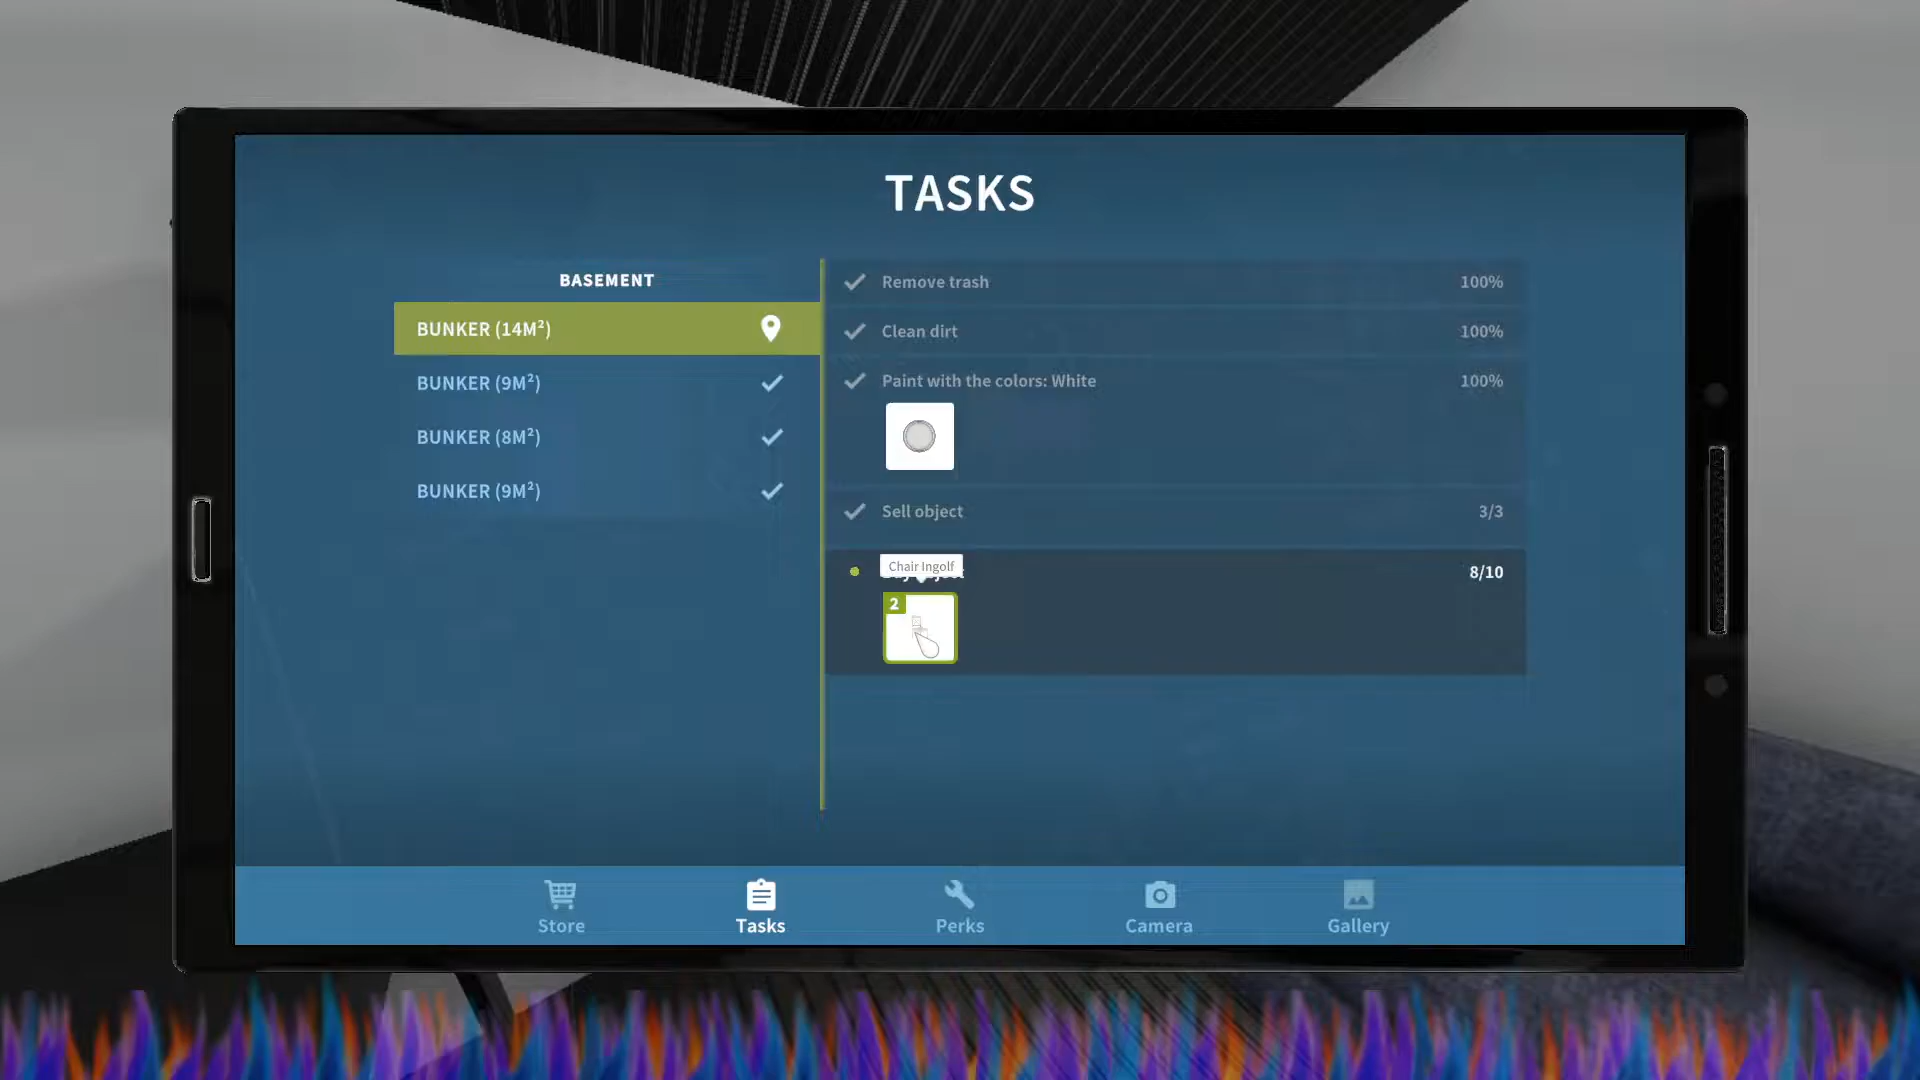 TASKS
BASEMENT
BUNKER (14M²)
BUNKER (9M²)
BUNKER (8M²)
BUNKER (9M²)
Remove trash 100%
Clean dirt 100%
Paint with the colors: White 100%
Sell object 3/3
Chair Ingolf
8/10
2
Store
Tasks
Perks
Camera
Gallery